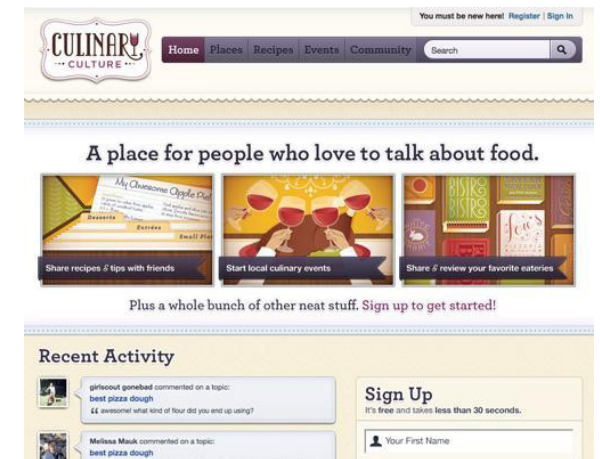 You must be new here! Register | Sign In
CULINARY
CULTURE
Home Places Recipes Events Community Search
A place for people who love to talk about food.
My Awesome Apple Pie
Desserts
Entrées
Small Pla
BISTRO
BISTRO
Share recipes & tips with friends
Start local culinary events
Share & review your favorite eateries
Plus a whole bunch of other neat stuff. Sign up to get started!
Recent Activity
girlscout gonebad commented on a topic:
best pizza dough
awesome! what kind of flour did you end up using?
Melissa Mauk commented on a topic:
best pizza dough
Sign Up
It's free and takes less than 30 seconds.
Your First Name